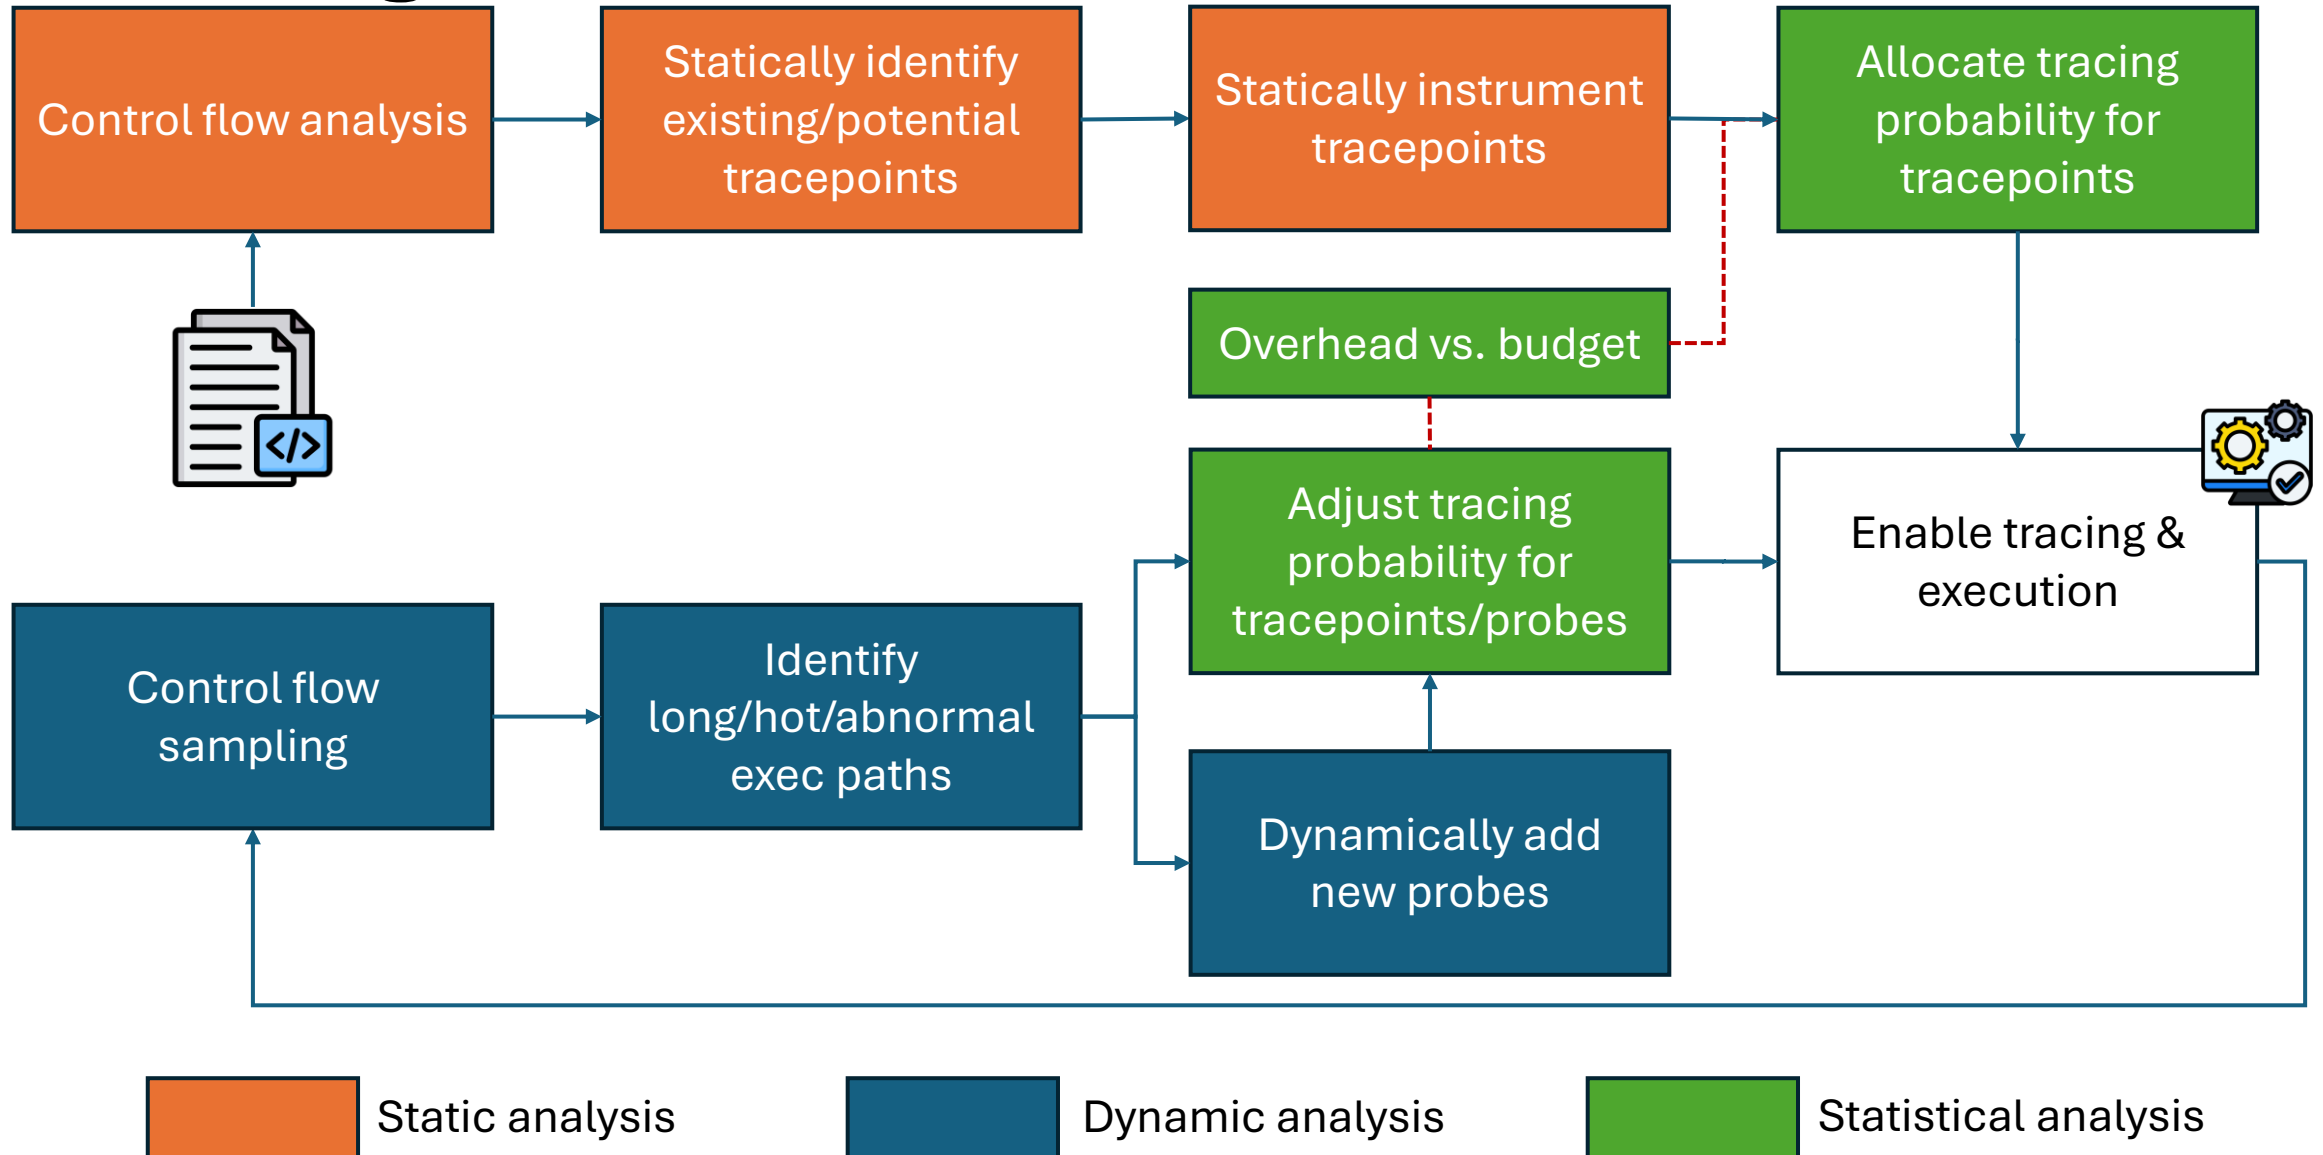 Control flow analysis
Statically identify
existing/potential
tracepoints
Statically instrument
tracepoints
Allocate tracing
probability for
tracepoints
</>
Overhead vs. budget
Adjust tracing
probability for
tracepoints/probes
Enable tracing &
execution
Control flow
sampling
Identify
long/hot/abnormal
exec paths
Dynamically add
new probes
Static analysis
Dynamic analysis
Statistical analysis